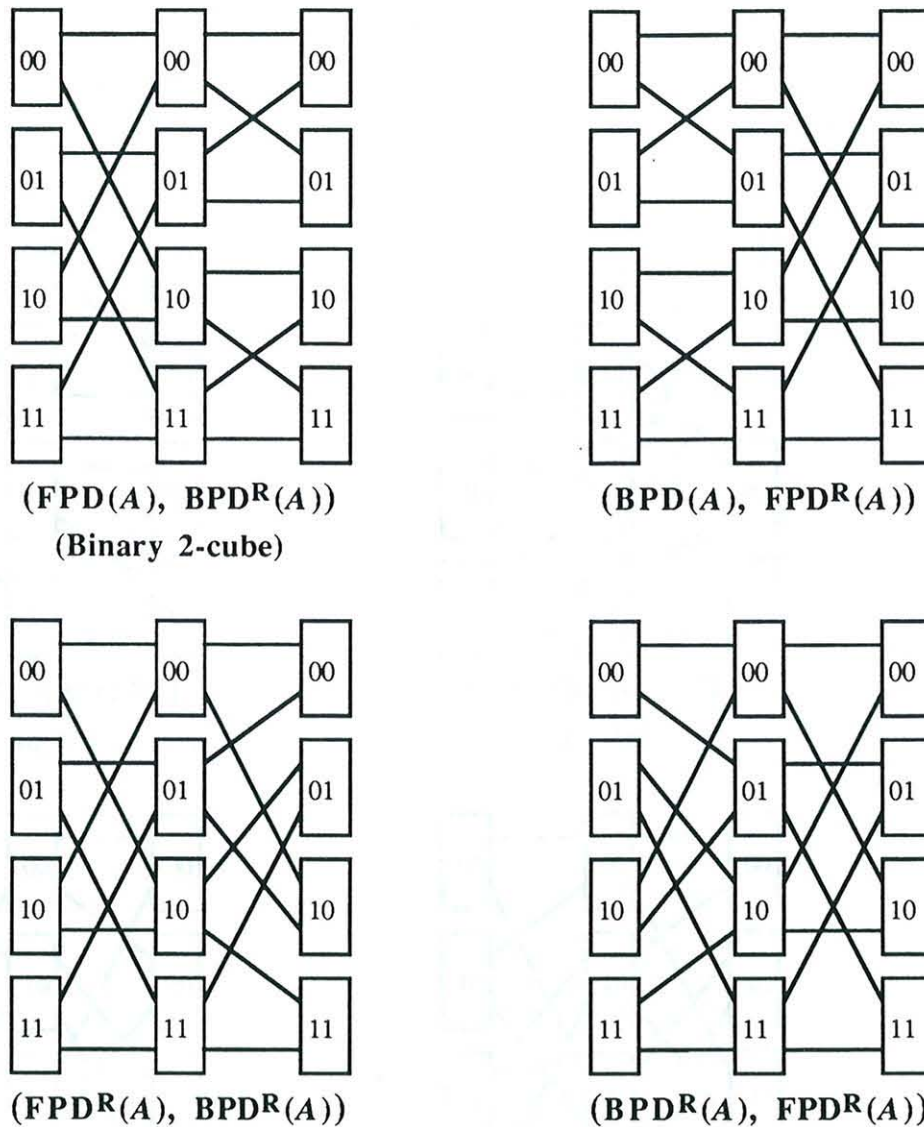 00 00 00 00 00 00
01 01 01 01 01 01
10 10 10 10 10 10
11 11 11 11 11 11
(FPD(A), BPDᴿ(A)) (BPD(A), FPDᴿ(A))
(Binary 2-cube)
00 00 00 00 00 00
01 01 01 01 01 01
10 10 10 10 10 10
11 11 11 11 11 11
(FPDᴿ(A), BPDᴿ(A)) (BPDᴿ(A), FPDᴿ(A))